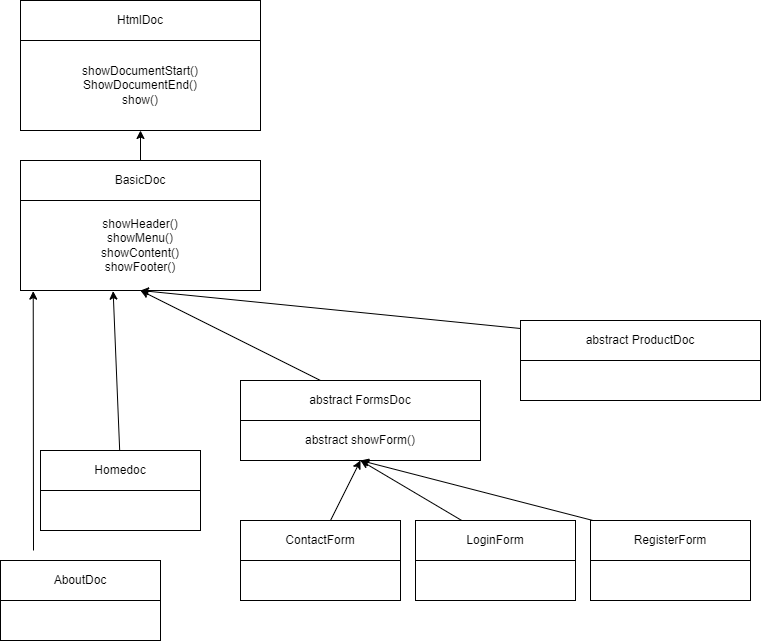 HtmlDoc
showDocumentStart()
ShowDocumentEnd()
show()
BasicDoc
showHeader()
showMenu()
showContent()
showFooter()
abstract ProductDoc
abstract FormsDoc
abstract showForm()
Homedoc
ContactForm
LoginForm
RegisterForm
AboutDoc